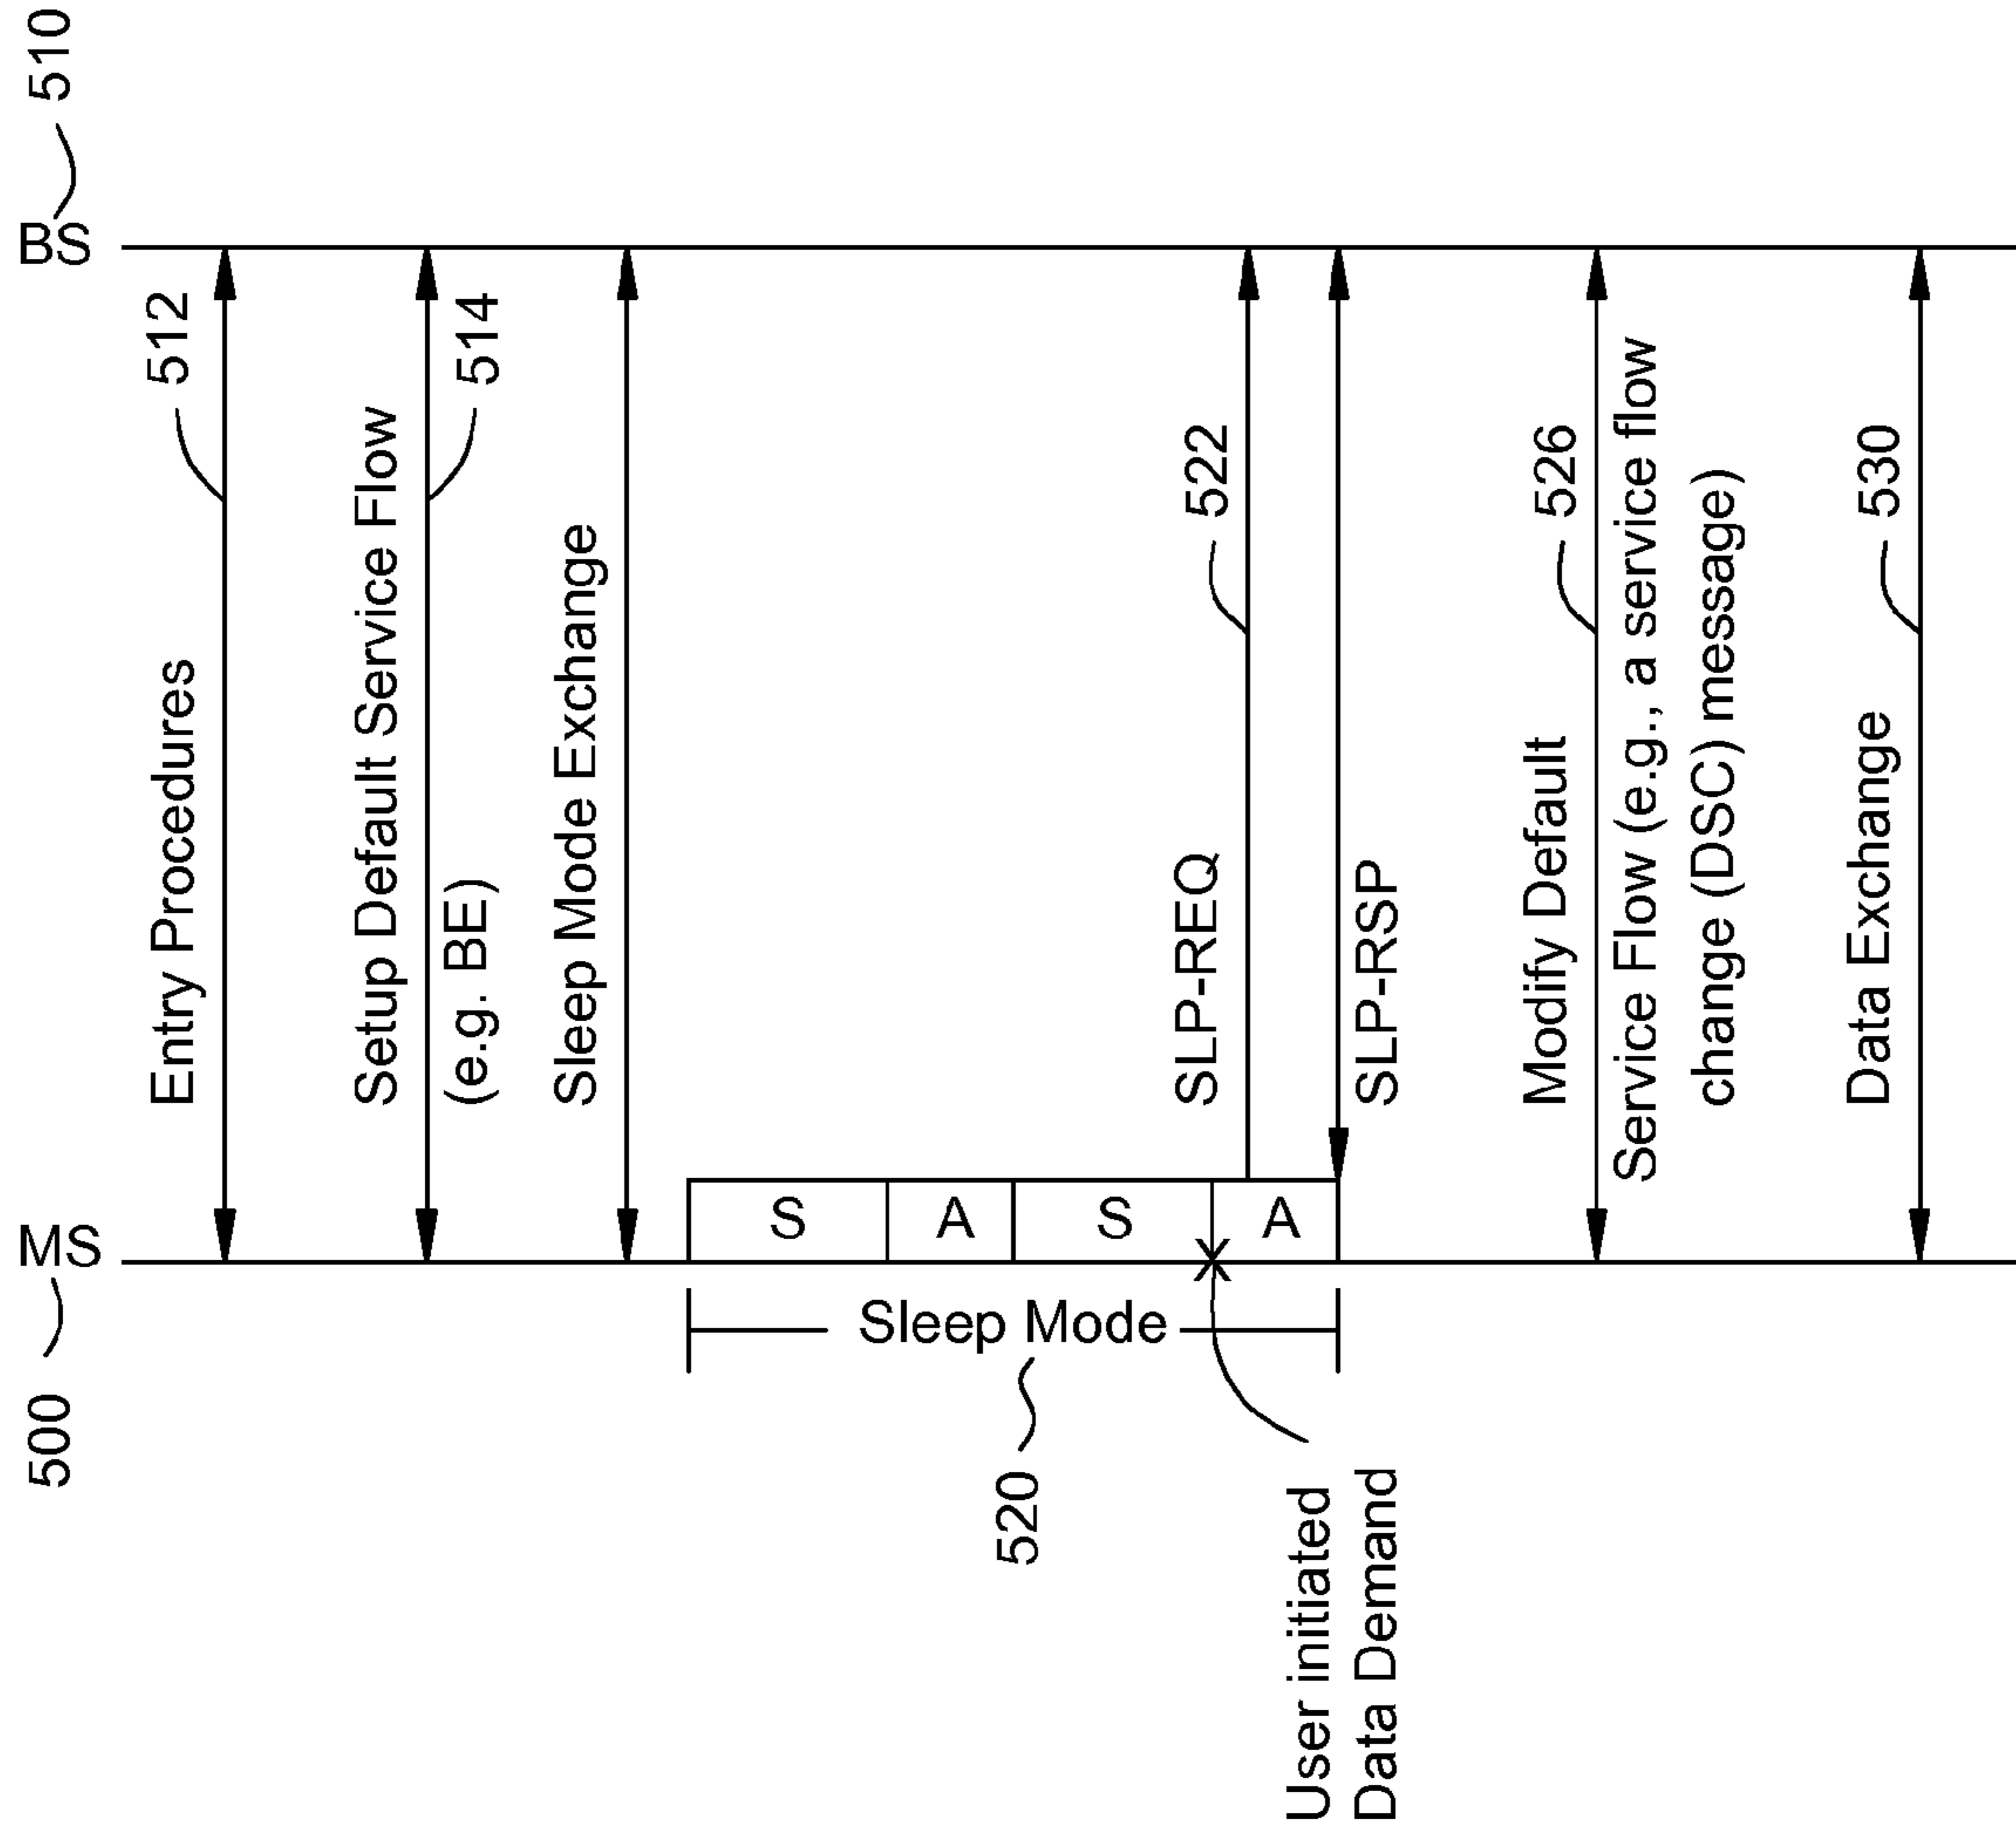 MS
500
BS
510
Entry Procedures
512
Setup Default Service Flow
514
(e.g. BE)
Sleep Mode Exchange
S
A
S
A
X
Sleep Mode
520
User initiated
Data Demand
SLP-REQ
522
SLP-RSP
Modify Default
526
Service Flow (e.g., a service flow
change (DSC) message)
Data Exchange
530